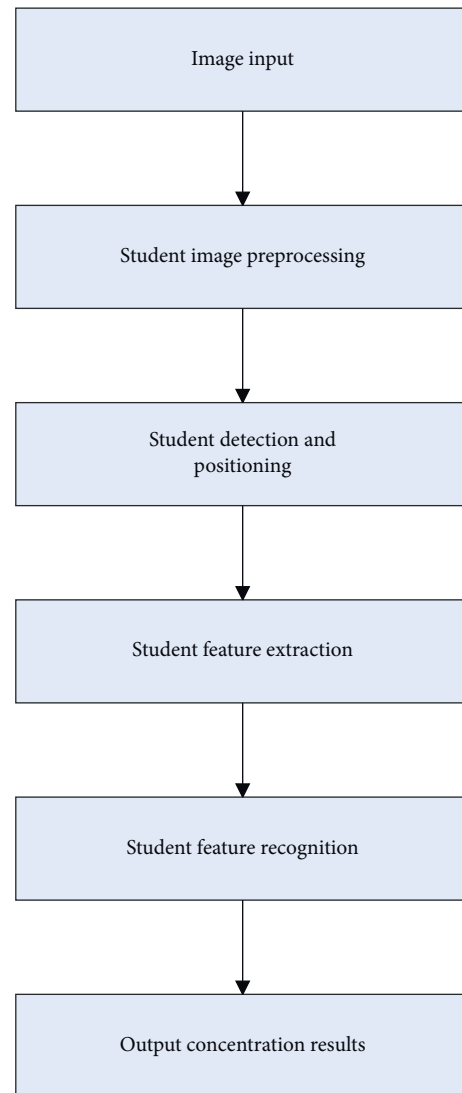 Image input
Student image preprocessing
Student detection and
positioning
Student feature extraction
Student feature recognition
Output concentration results